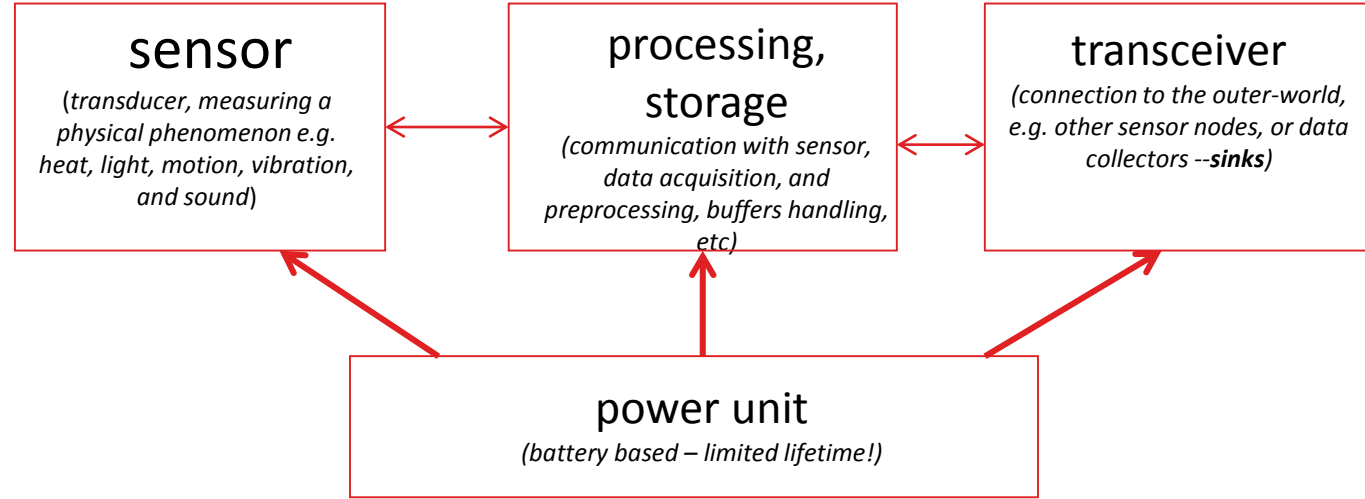 sensor
(transducer, measuring a
physical phenomenon e.g.
heat, light, motion, vibration,
and sound)
processing,
storage
(communication with sensor,
data acquisition, and
preprocessing, buffers handling,
etc)
transceiver
(connection to the outer-world,
e.g. other sensor nodes, or data
collectors --sinks)
power unit
(battery based – limited lifetime!)